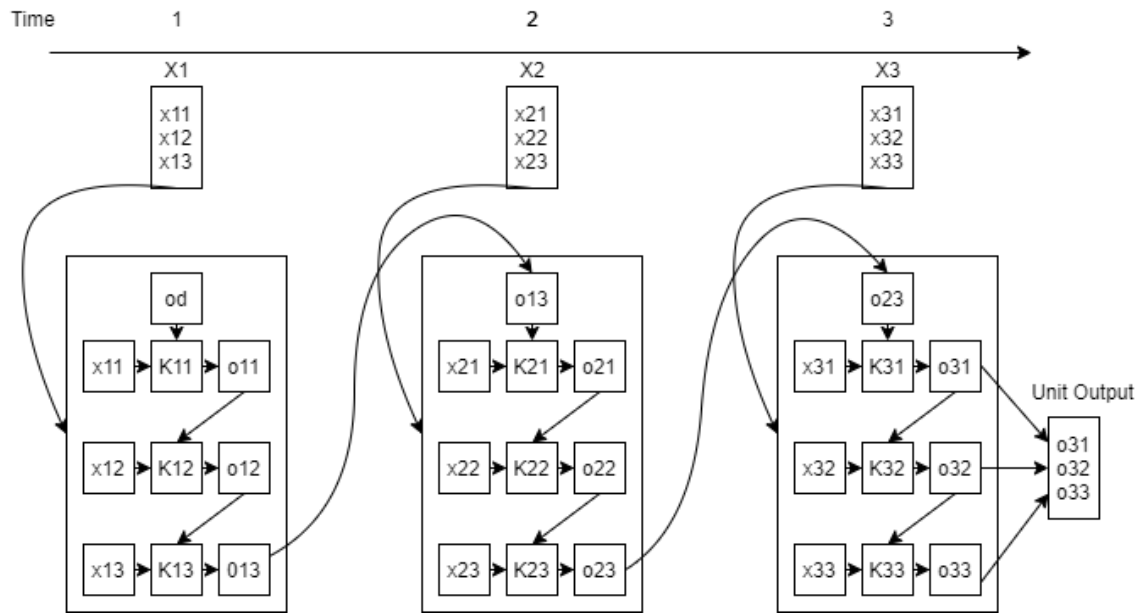 Time 1 2 3
X1 X2 X3
x11 x21 x31
x12 x22 x32
x13 x23 x33
od o13 o23
x11 K11 o11 x21 K21 o21 x31 K31 o31
Unit Output
o31
x12 K12 o12 x22 K22 o22 x32 K32 o32 o32
o33
x13 K13 013 x23 K23 o23 x33 K33 o33